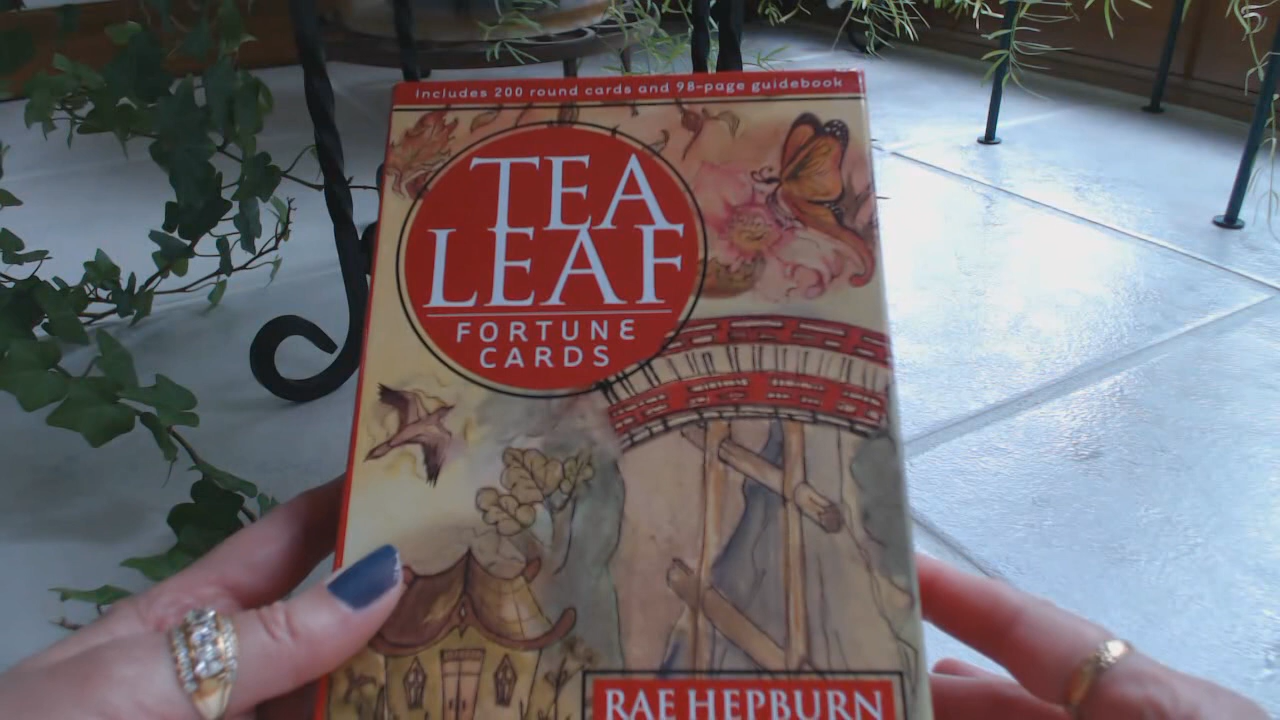 Includes 200 round cards and 98-page guidebook
TEA
LEAF
FORTUNE
CARDS
RAE HEPBURN